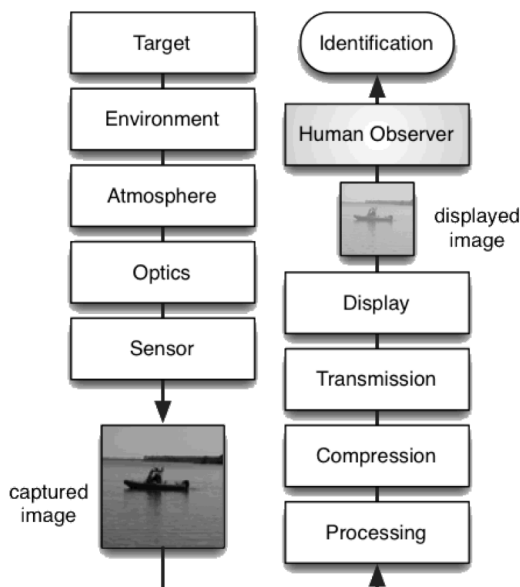 Target
Environment
Atmosphere
Optics
Sensor
captured
image
Identification
Human Observer
displayed
image
Display
Transmission
Compression
Processing